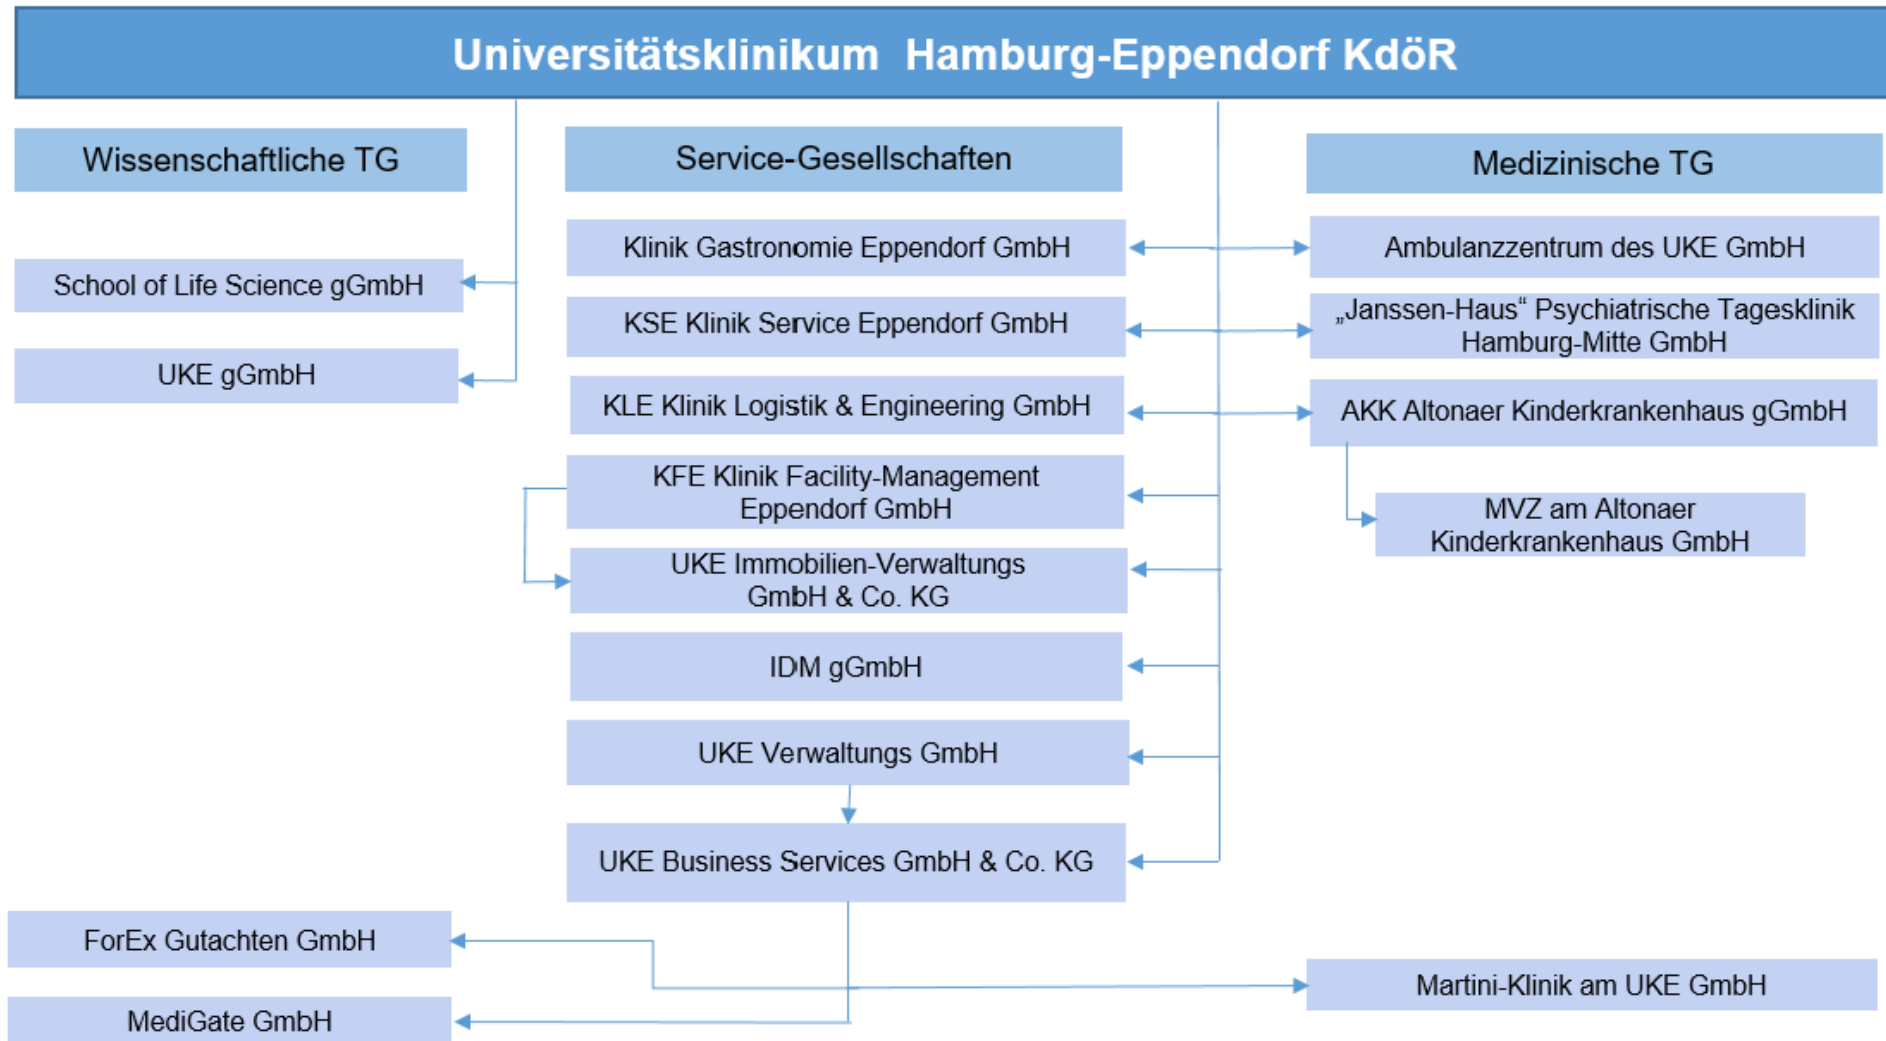 Universitätsklinikum Hamburg-Eppendorf KdöR
Wissenschaftliche TG
School of Life Science gGmbH
UKE gGmbH
Service-Gesellschaften
Klinik Gastronomie Eppendorf GmbH
KSE Klinik Service Eppendorf GmbH
KLE Klinik Logistik & Engineering GmbH
KFE Klinik Facility-Management
Eppendorf GmbH
UKE Immobilien-Verwaltungs
GmbH & Co. KG
IDM gGmbH
UKE Verwaltungs GmbH
UKE Business Services GmbH & Co. KG
Medizinische TG
Ambulanzzentrum des UKE GmbH
„Janssen-Haus“ Psychiatrische Tagesklinik
Hamburg-Mitte GmbH
AKK Altonaer Kinderkrankenhaus gGmbH
MVZ am Altonaer
Kinderkrankenhaus GmbH
ForEx Gutachten GmbH
MediGate GmbH
Martini-Klinik am UKE GmbH